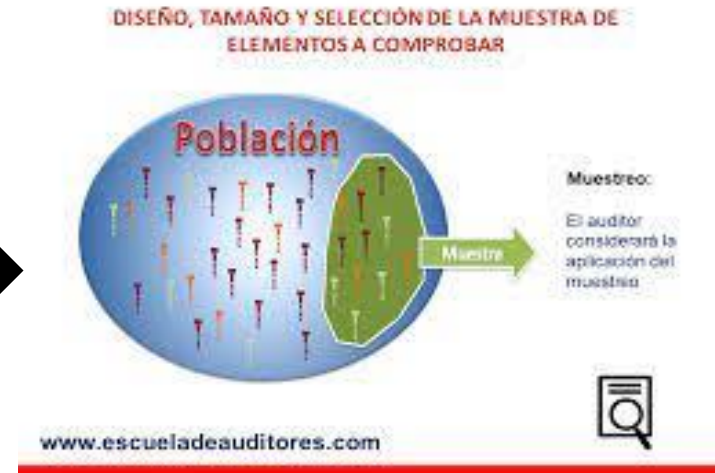 DISEÑO, TAMAÑO Y SELECCIÓN DE LA MUESTRA DE
ELEMENTOS A COMPROBAR
Población
Muestreo:
El auditor
considerará la
aplicación del
muestreo
Muestra
www.escueladeauditores.com